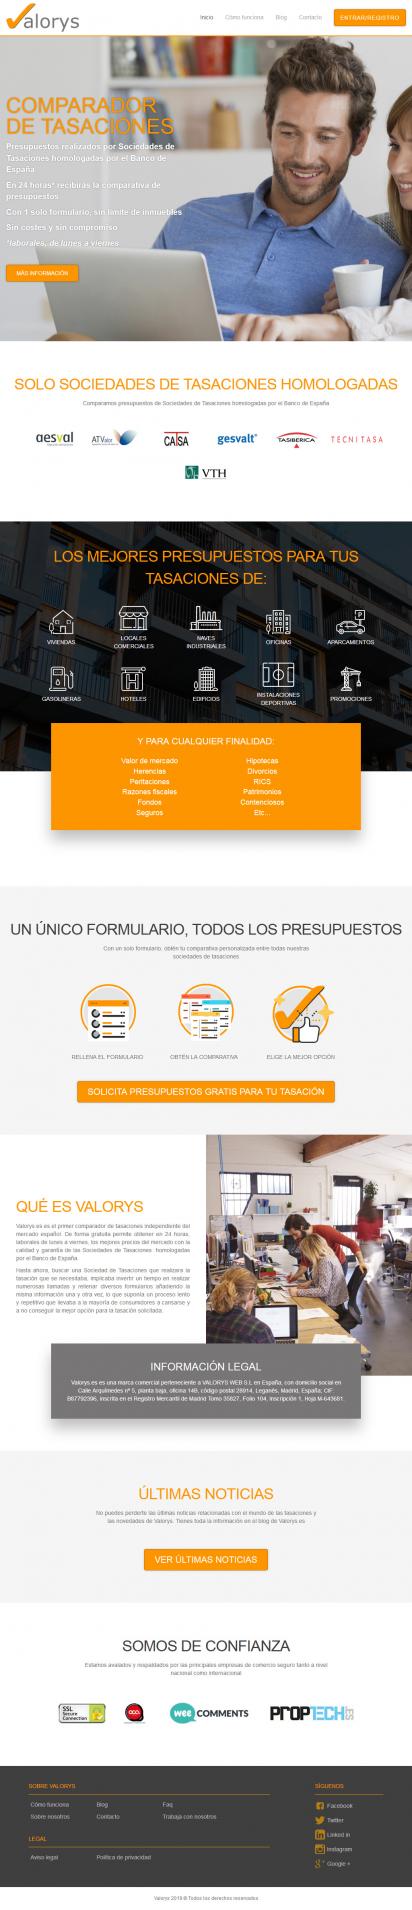 Valorys
Inicio Cómo funciona Blog Contacto ENTRAR/REGISTRO
COMPARADOR
DE TASACIONES
Presupuestos realizados por Sociedades de
Tasaciones homologadas por el Banco de
España
En 24 horas* recibirás la comparativa de
presupuestos
Con 1 solo formulario, sin límite de inmuebles
Sin costes y sin compromiso
*laborales, de lunes a viernes
MÁS INFORMACIÓN
SOLO SOCIEDADES DE TASACIONES HOMOLOGADAS
Comparamos presupuestos de Sociedades de Tasaciones homologadas por el Banco de España
aesval ATValor CATSA gesvalt TASIBERICA TECNITASA
VTH
LOS MEJORES PRESUPUESTOS PARA TUS
TASACIONES DE:
VIVIENDAS
LOCALES
COMERCIALES
NAVES
INDUSTRIALES
OFICINAS
APARCAMIENTOS
GASOLINERAS
HOTELES
EDIFICIOS
INSTALACIONES
DEPORTIVAS
PROMOCIONES
Y PARA CUALQUIER FINALIDAD:
Valor de mercado
Herencias
Peritaciones
Razones fiscales
Fondos
Seguros
Hipotecas
Divorcios
RICS
Patrimonios
Contenciosos
Etc...
UN ÚNICO FORMULARIO, TODOS LOS PRESUPUESTOS
Con un solo formulario, obtén tu comparativa personalizada entre todas nuestras
sociedades de tasaciones
RELLENA EL FORMULARIO
OBTÉN LA COMPARATIVA
ELIGE LA MEJOR OPCIÓN
SOLICITA PRESUPUESTOS GRATIS PARA TU TASACIÓN
QUÉ ES VALORYS
Valorys.es es el primer comparador de tasaciones independiente del
mercado español. De forma gratuita permite obtener en 24 horas,
laborales de lunes a viernes, los mejores precios del mercado con la
calidad y garantía de las Sociedades de Tasaciones homologadas
por el Banco de España.
Hasta ahora, buscar una Sociedad de Tasaciones que realizara la
tasación que se necesitaba, implicaba invertir un tiempo en realizar
numerosas llamadas y rellenar diversos formularios añadiendo la
misma información una y otra vez, lo que suponía un proceso lento
y repetitivo que llevaba a la mayoría de consumidores a cansarse y
a no conseguir la mejor opción para la tasación solicitada.
INFORMACIÓN LEGAL
Valorys.es es una marca comercial perteneciente a VALORYS WEB S.L en España, con domicilio social en
Calle Arquímedes nº 5, planta baja, oficina 14B, código postal 28914, Leganés, Madrid, España; CIF:
B87792396, inscrita en el Registro Mercantil de Madrid Tomo 35827, Folio 104, Inscripción 1, Hoja M-643681.
ÚLTIMAS NOTICIAS
No puedes perderte las últimas noticias relacionadas con el mundo de las tasaciones y
las novedades de Valorys. Tienes toda la información en el blog de Valorys.es
VER ÚLTIMAS NOTICIAS
SOMOS DE CONFIANZA
Estamos avalados y respaldados por las principales empresas de comercio seguro tanto a nivel
nacional como internacional
SSL
Secure
Connection
wee COMMENTS
PROPTECH.ES
SOBRE VALORYS
Cómo funciona Blog Faq
Sobre nosotros Contacto Trabaja con nosotros
LEGAL
Aviso legal Política de privacidad
SÍGUENOS
Facebook
Twitter
Linked in
Instagram
Google +
Valorys 2019 © Todos los derechos reservados